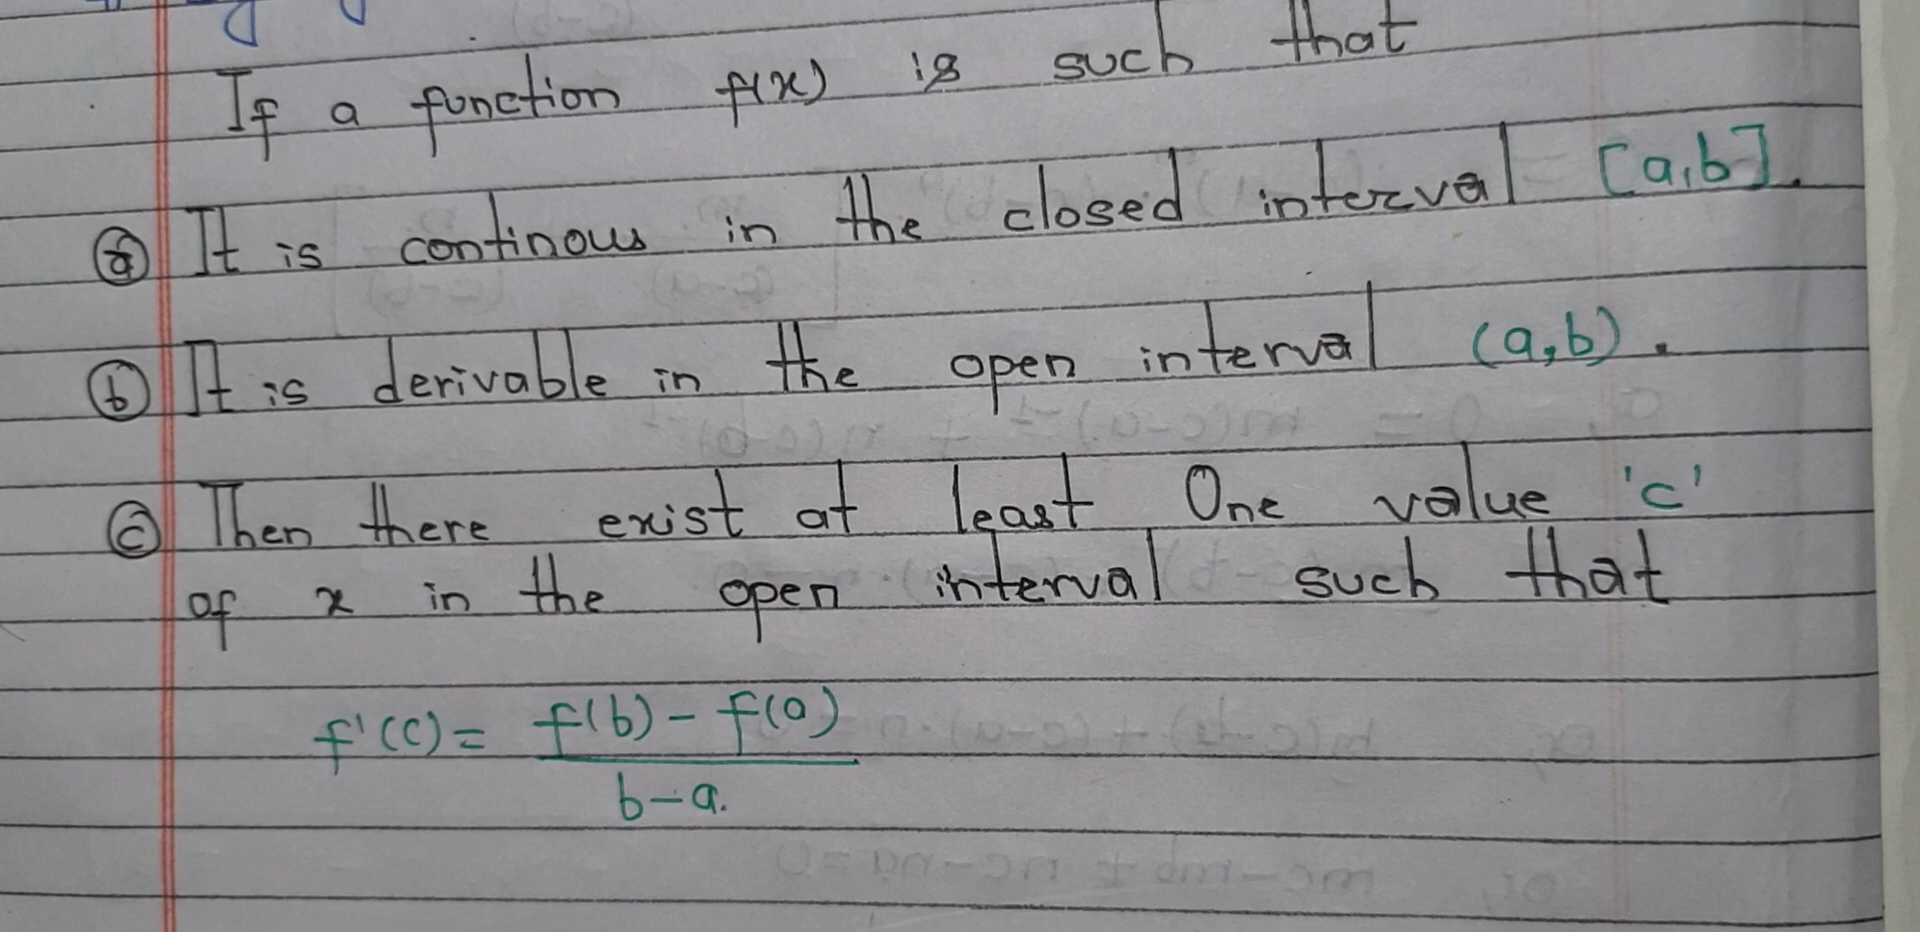 If a function f(x) is such that
ⓐ It is continous in the closed interval [a,b].
ⓑ It is derivable in the open interval (a,b).
ⓒ Then there exist at least One value 'c'
of x in the open interval such that
f'(c) = f(b) - f(a)
b-a.